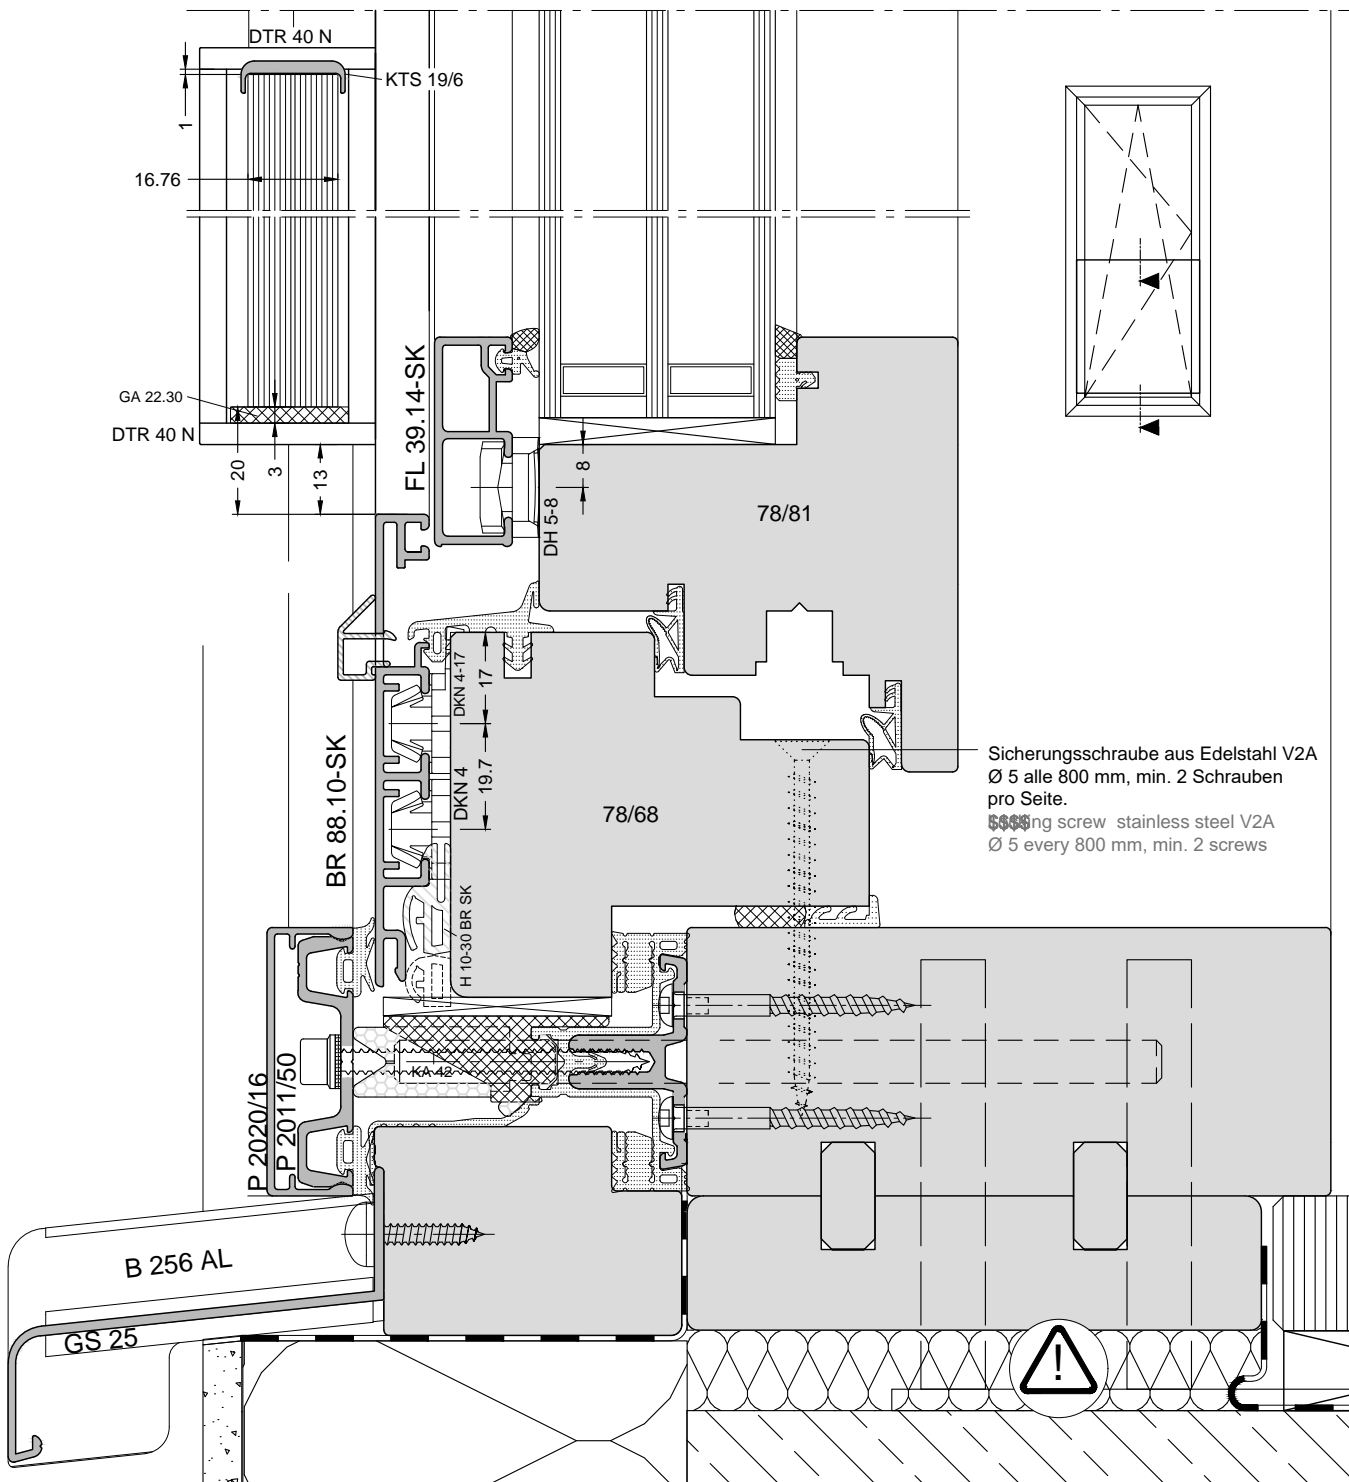 DTR 40 N
KTS 19/6
1
16.76
GA 22.30
DTR 40 N
20
3
13
FL 39.14-SK
8
DH 5-8
78/81
DKN 4-17
17
BR 88.10-SK
DKN 4
19.7
78/68
Sicherungsschraube aus Edelstahl V2A
Ø 5 alle 800 mm, min. 2 Schrauben
pro Seite.
ing screw stainless steel V2A
Ø 5 every 800 mm, min. 2 screws
H 10-30 BR SK
KA 42
P 2020/16
P 2011/50
B 256 AL
GS 25
!